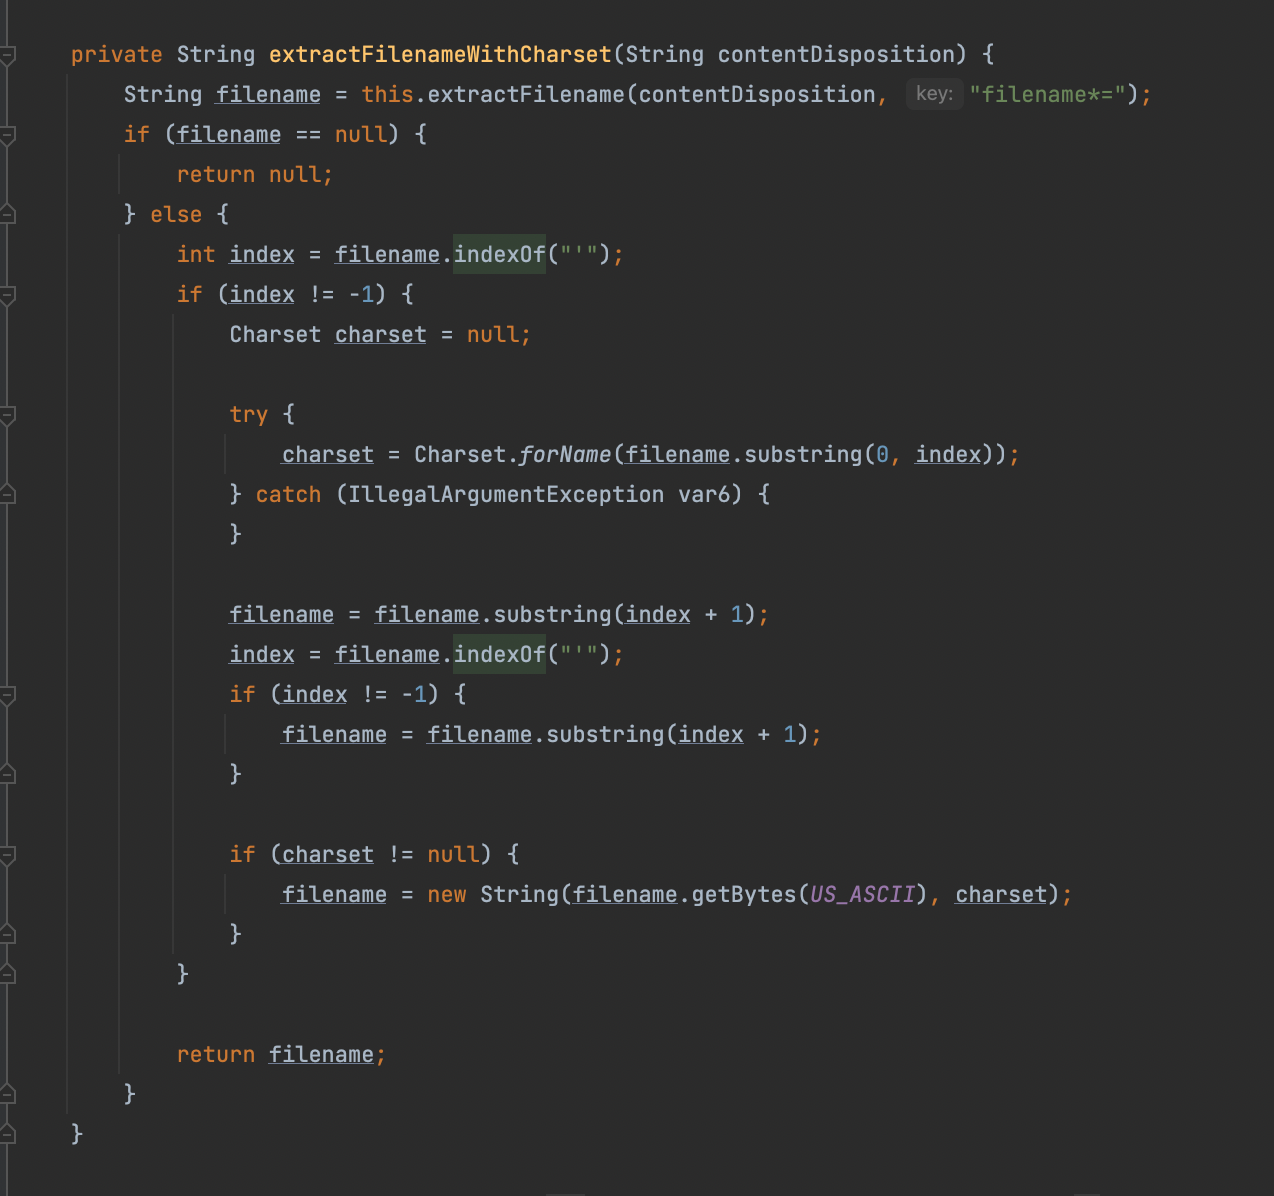 private String extractFilenameWithCharset(String contentDisposition) {
String filename = this.extractFilename(contentDisposition, key: "filename*=");
if (filename == null) {
return null;
} else {
int index = filename.indexOf("'");
if (index != -1) {
Charset charset = null;
try {
charset = Charset.forName(filename.substring(0, index));
} catch (IllegalArgumentException var6) {
}
filename = filename.substring(index + 1);
index = filename.indexOf("'");
if (index != -1) {
filename = filename.substring(index + 1);
}
if (charset != null) {
filename = new String(filename.getBytes(US_ASCII), charset);
}
}
return filename;
}
}